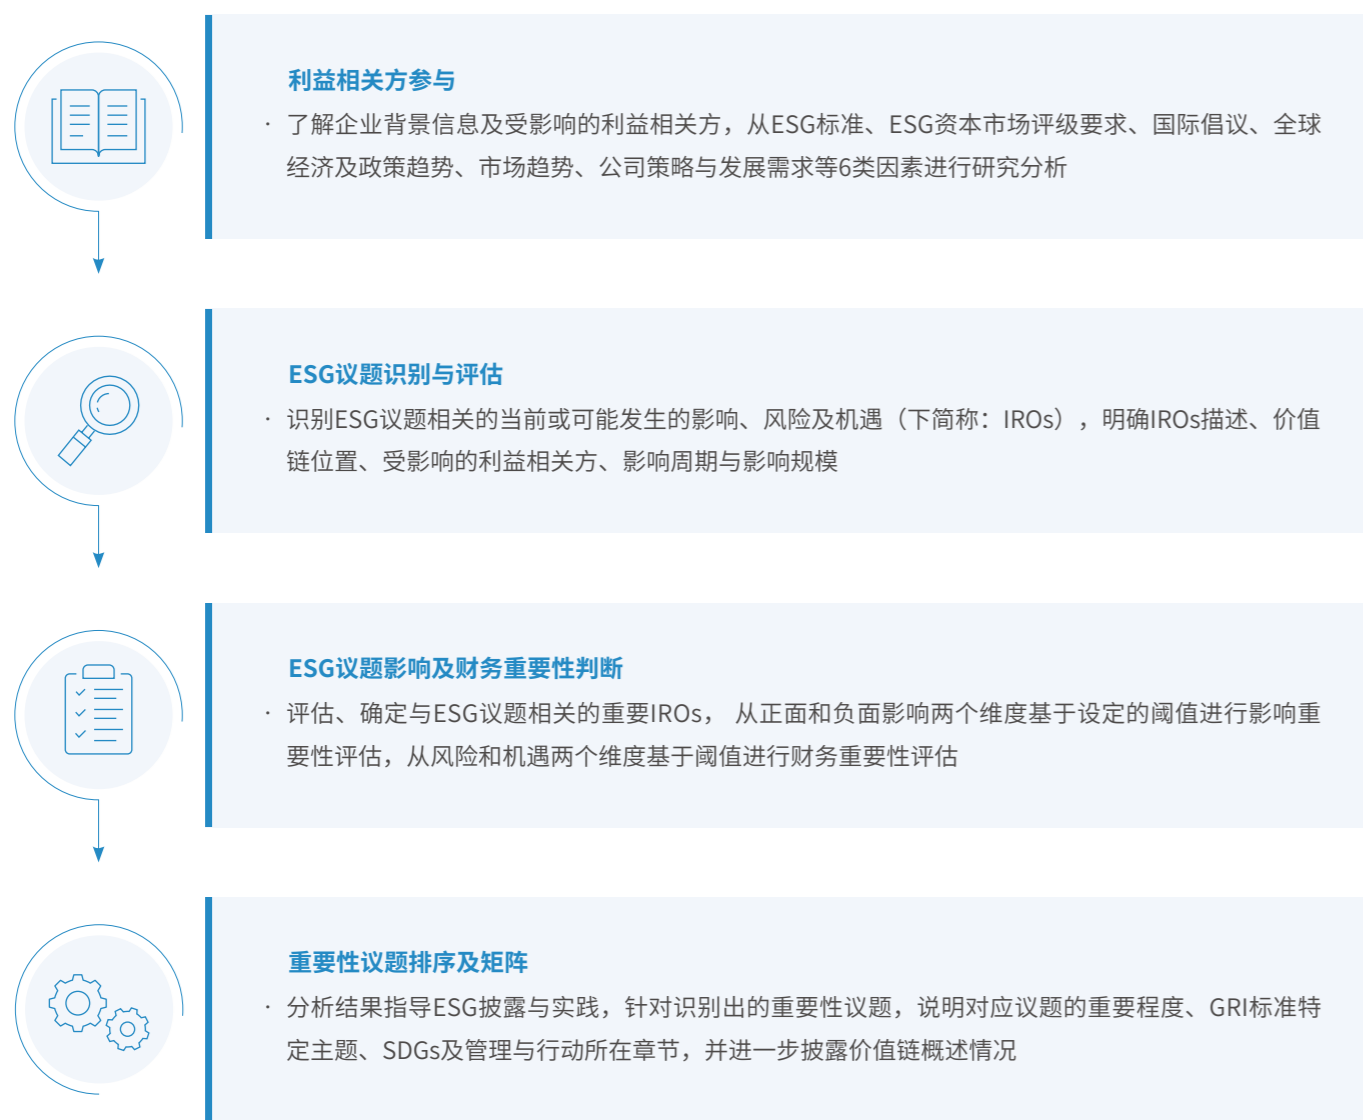 利益相关方参与
· 了解企业背景信息及受影响的利益相关方，从ESG标准、ESG资本市场评级要求、国际倡议、全球
经济及政策趋势、市场趋势、公司策略与发展需求等6类因素进行研究分析
ESG议题识别与评估
· 识别ESG议题相关的当前或可能发生的影响、风险及机遇（下简称：IROs），明确IROs描述、价值
链位置、受影响的利益相关方、影响周期与影响规模
ESG议题影响及财务重要性判断
· 评估、确定与ESG议题相关的重要IROs， 从正面和负面影响两个维度基于设定的阈值进行影响重
要性评估，从风险和机遇两个维度基于阈值进行财务重要性评估
重要性议题排序及矩阵
· 分析结果指导ESG披露与实践，针对识别出的重要性议题，说明对应议题的重要程度、GRI标准特
定主题、SDGs及管理与行动所在章节，并进一步披露价值链概述情况